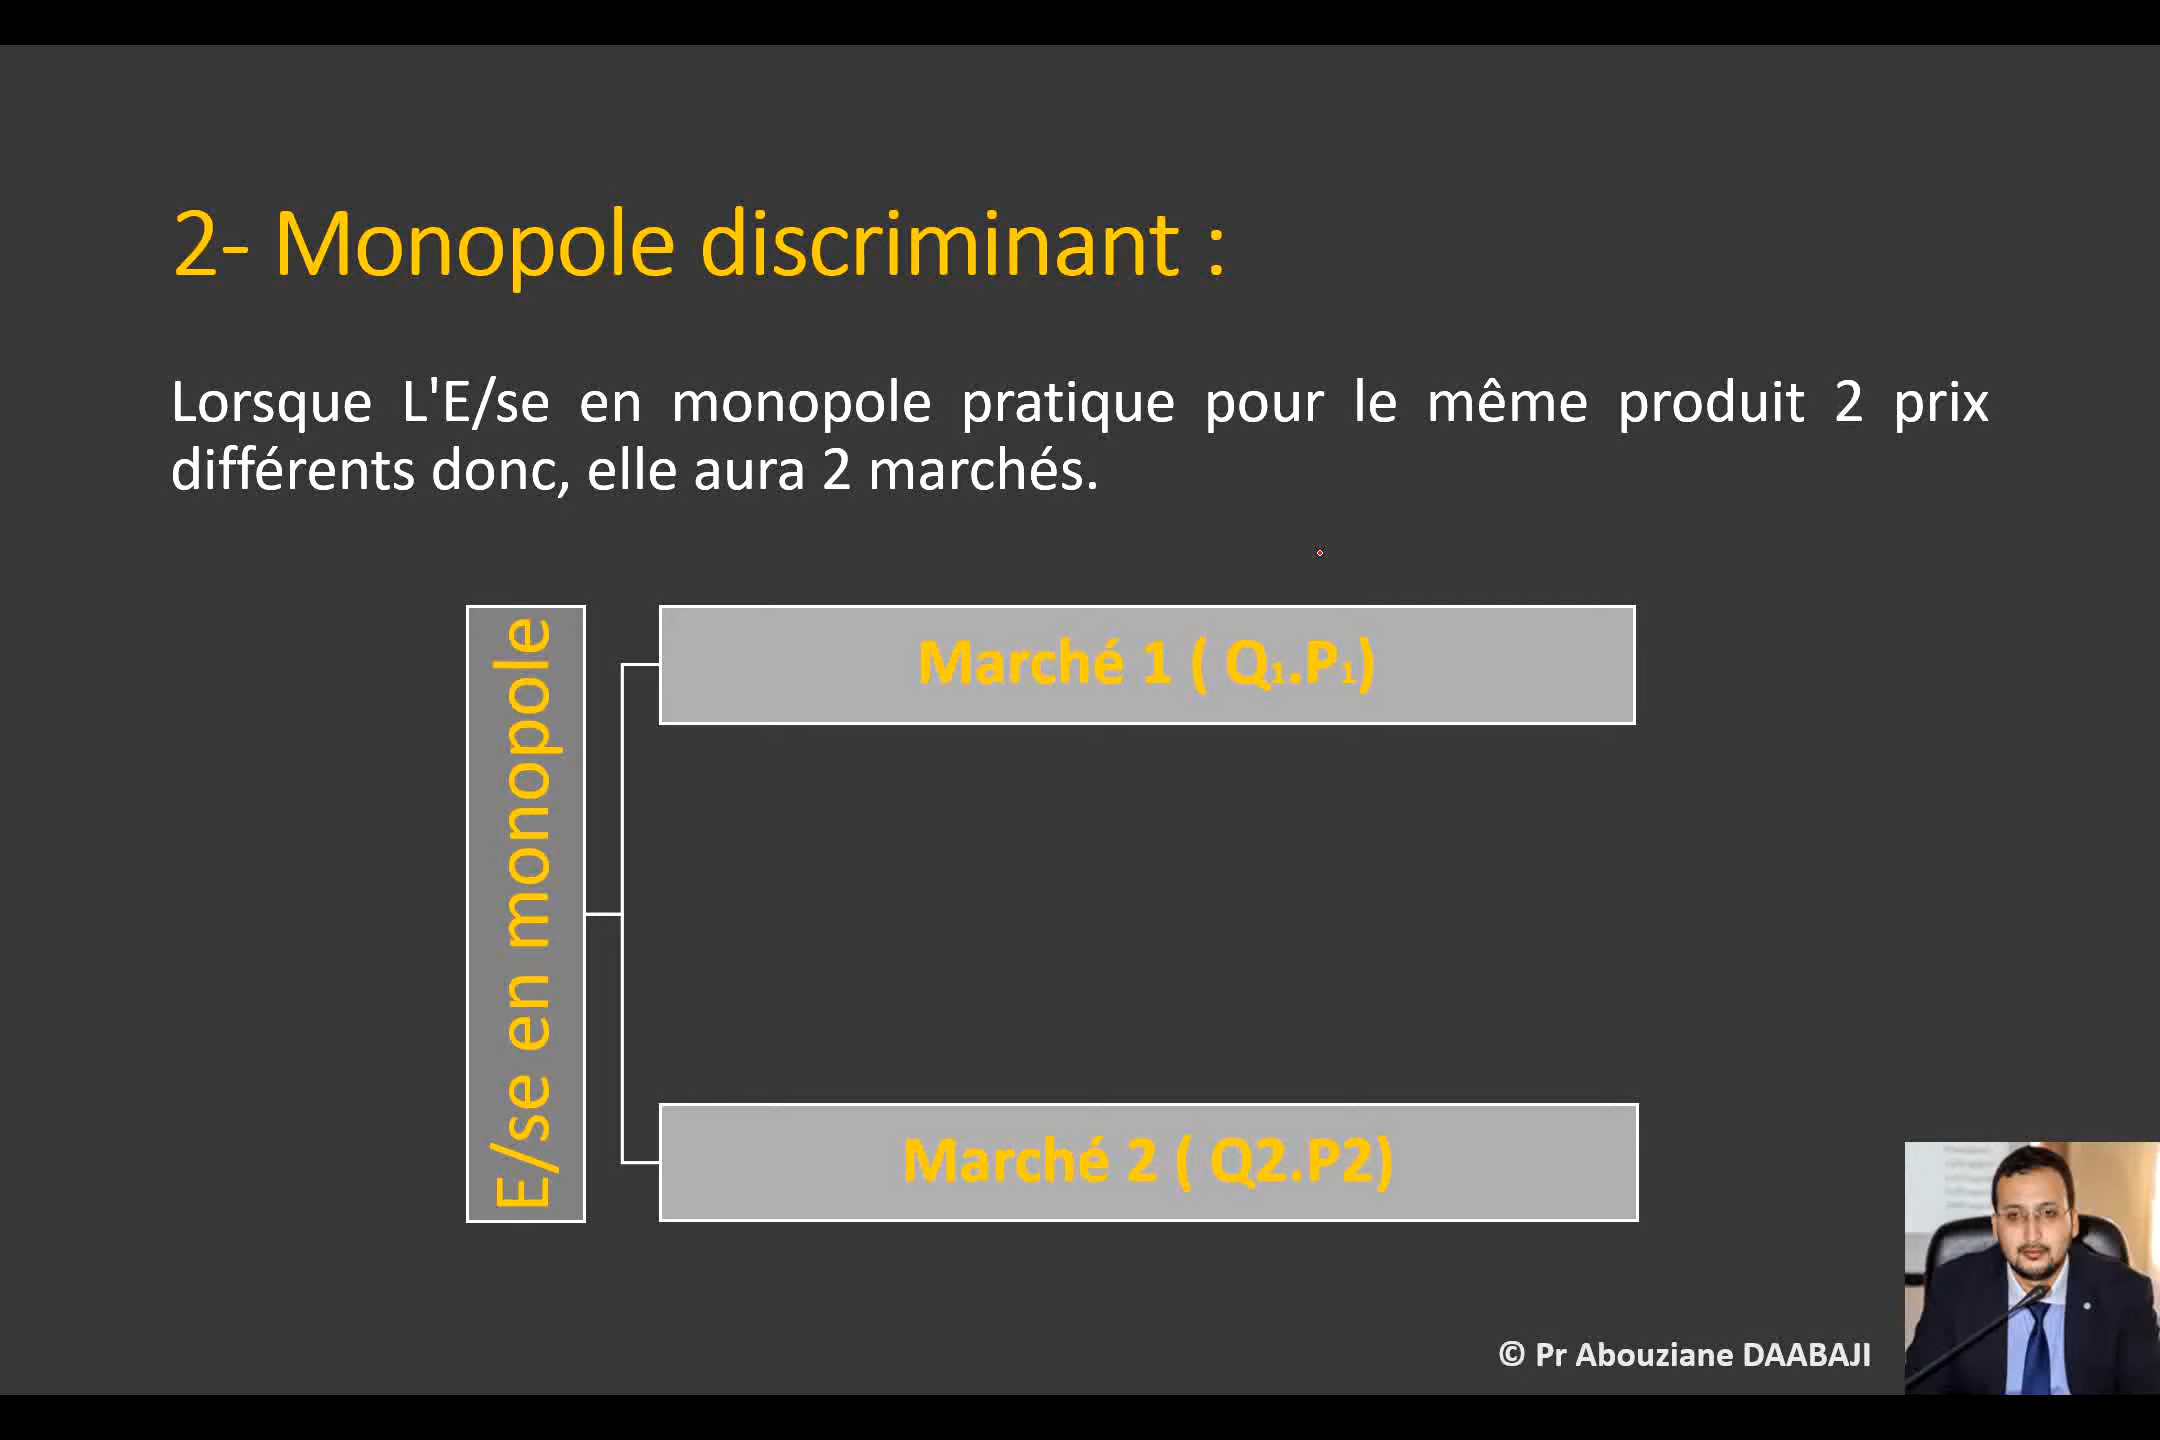 2- Monopole discriminant :
Lorsque L'E/se en monopole pratique pour le même produit 2 prix
différents donc, elle aura 2 marchés.
E/se en monopole
Marché 1 ( Q₁.P₁)
Marché 2 ( Q2.P2)
© Pr Abouziane DAABAJI